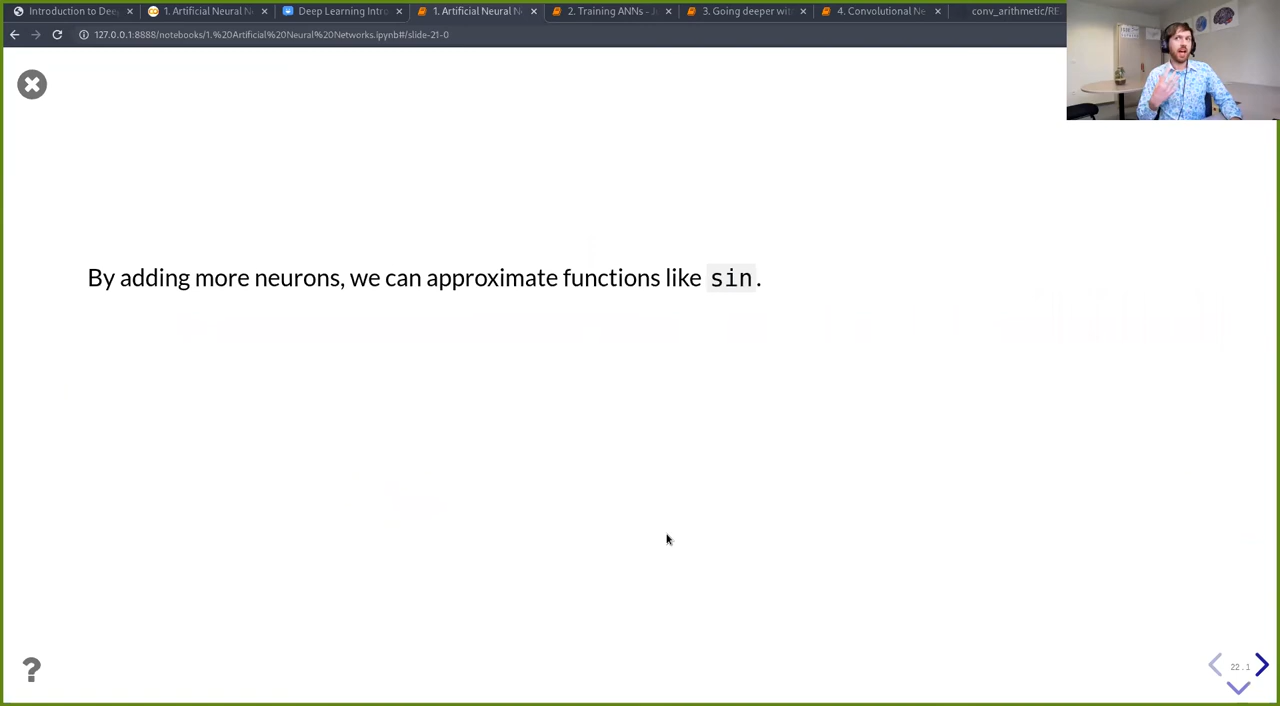 Introduction to Dee
1. Artificial Neural N
Deep Learning Intro
1. Artificial Neural N
2. Training ANNs - J
3. Going deeper wit
4. Convolutional Ne
conv_arithmetic/RE
127.0.0.1:8888/notebooks/1.%20Artificial%20Neural%20Networks.ipynb#/slide-21-0
By adding more neurons, we can approximate functions like sin.
?
22.1